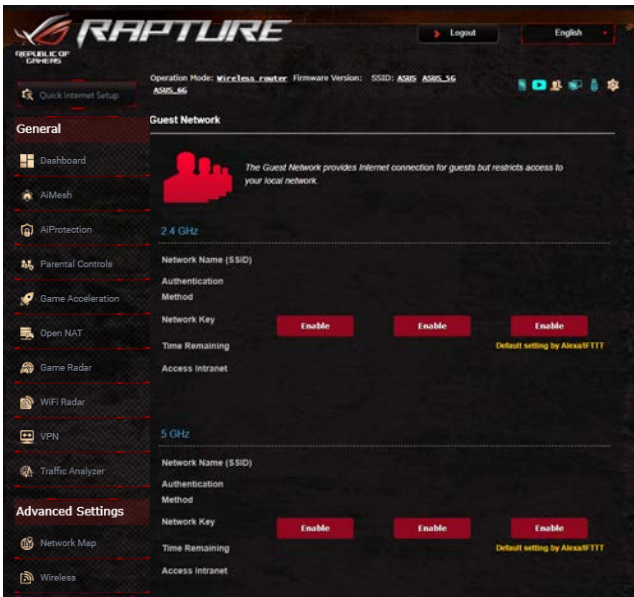 RAPTURE
REPUBLIC OF
GAMERS
Logout
English
Quick Internet Setup
Operation Mode: Wireless router Firmware Version: SSID: ASUS ASUS_5G
ASUS_6G
General
Dashboard
AiMesh
AiProtection
Parental Controls
Game Acceleration
Open NAT
Game Radar
WiFi Radar
VPN
Traffic Analyzer
Advanced Settings
Network Map
Wireless
Guest Network
The Guest Network provides Internet connection for guests but restricts access to
your local network.
2.4 GHz
Network Name (SSID)
Authentication
Method
Network Key
Enable Enable Enable
Time Remaining
Default setting by Alexa/IFTTT
Access Intranet
5 GHz
Network Name (SSID)
Authentication
Method
Network Key
Enable Enable Enable
Time Remaining
Default setting by Alexa/IFTTT
Access Intranet